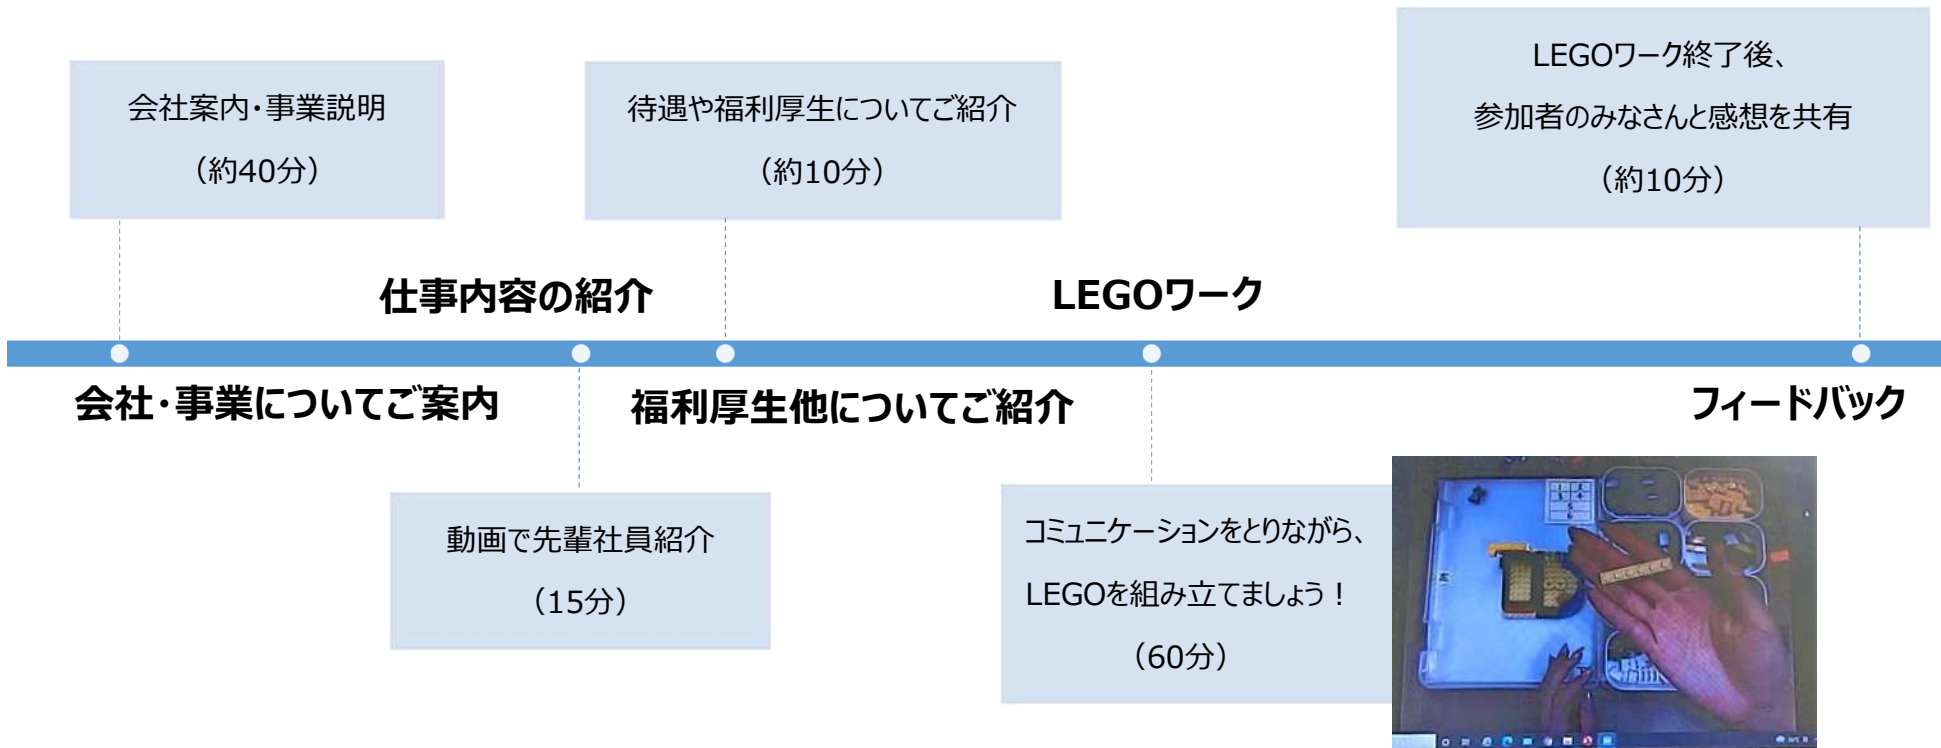 会社案内・事業説明
（約40分）
待遇や福利厚生についてご紹介
（約10分）
LEGOワーク終了後、
参加者のみなさんと感想を共有
（約10分）
仕事内容の紹介
LEGOワーク
会社・事業についてご案内
福利厚生他についてご紹介
フィードバック
動画で先輩社員紹介
（15分）
コミュニケーションをとりながら、
LEGOを組み立てましょう！
（60分）